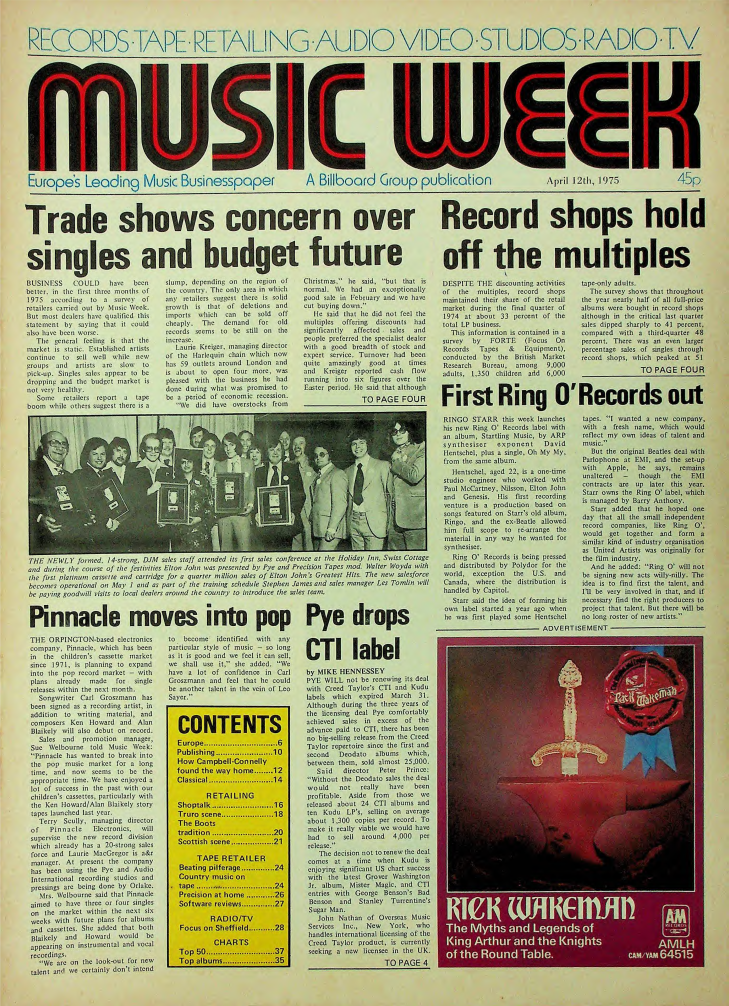 RECORDS·TAPE·RETAILING·AUDIO VIDEO·STUDIOS·RADIO·T.V.
MUSIC WEEK
Europe's Leading Music Businesspaper A Billboard Group publication April 12th, 1975 45p
Trade shows concern over
singles and budget future
BUSINESS COULD have been
better, in the first three months of
1975 according to a survey of
retailers carried out by Music Week.
But most dealers have qualified this
statement by saying that it could
also have been worse.
The general feeling is that the
market is static. Established artists
continue to sell well while new
groups and artists are slow to
pick-up. Singles sales appear to be
dropping and the budget market is
not very healthy.
Some retailers report a tape
boom while others suggest there is a
slump, depending on the region of
the country. The only area in which
any retailers suggest there is solid
growth is that of deletions and
imports which can be sold off
cheaply. The demand for old
records seems to be still on the
increase.
Laurie Kreiger, managing director
of the Harlequin chain which now
has 59 outlets around London and
is about to open four more, was
pleased with the business he had
done during what was promised to
be a period of economic recession.
"We did have overstocks from
Christmas," he said, "but that is
normal. We had an exceptionally
good sale in February and we have
cut buying down."
He said that he did not feel the
multiples offering discounts had
significantly affected sales and
people preferred the specialist dealer
with a good breadth of stock and
expert service. Turnover had been
quite amazingly good at times
and Kreiger reported cash flow
running into six figures over the
Easter period. He said that although
TO PAGE FOUR
Record shops hold
off the multiples
DESPITE THE discounting activities
of the multiples, record shops
maintained their share of the retail
market during the final quarter of
1974 at about 33 percent of the
total LP business.
This information is contained in a
survey by FORTE (Focus On
Records Tapes & Equipment),
conducted by the British Market
Research Bureau, among 9,000
adults, 1,350 children and 6,000
tape-only adults.
The survey shows that throughout
the year nearly half of all full-price
albums were bought in record shops
although in the critical last quarter
sales dipped sharply to 41 percent,
compared with a third-quarter 48
percent. There was an even larger
percentage sales of singles through
record shops, which peaked at 51
TO PAGE FOUR
First Ring O'Records out
RINGO STARR this week launches
his new Ring O' Records label with
an album, Startling Music, by ARP
synthesiser exponent David
Hentschel, plus a single, Oh My My,
from the same album.
Hentschel, aged 22, is a one-time
studio engineer who worked with
Paul McCartney, Nilsson, Elton John
and Genesis. His first recording
venture is a production based on
songs featured on Starr's old album,
Ringo, and the ex-Beatle allowed
him full scope to re-arrange the
material in any way he wanted for
synthesiser.
Ring O' Records is being pressed
and distributed by Polydor for the
world, exception the U.S. and
Canada, where the distribution is
handled by Capitol.
Starr said the idea of forming his
own label started a year ago when
he was first played some Hentschel
tapes. "I wanted a new company,
with a fresh name, which would
reflect my own ideas of talent and
music."
But the original Beatles deal with
Parlophone at EMI, and the set-up
with Apple, he says, remains
unaltered – though the EMI
contracts are up later this year.
Starr owns the Ring O' label, which
is managed by Barry Anthony.
Starr added that he hoped one
day that all the small independent
record companies, like Ring O',
would get together and form a
similar kind of industry organisation
as United Artists was originally for
the film industry.
And he added: "Ring O' will not
be signing new acts willy-nilly. The
idea is to find first the talent, and
I'll be very involved in that, and if
necessary find the right producers to
project that talent. But there will be
no long roster of new artists."
THE NEWLY formed, 14-strong, DJM sales staff attended its first sales conference at the Holiday Inn, Swiss Cottage
and during the course of the festivities Elton John was presented by Pye and Precision Tapes mod. Walter Woyda with
the first platinum cassette and cartridge for a quarter million sales of Elton John's Greatest Hits. The new salesforce
becomes operational on May 1 and as part of the training schedule Stephen James and sales manager Les Tomlin will
be paying goodwill visits to local dealers around the country to introduce the sales team.
Pinnacle moves into pop
THE ORPINGTON-based electronics
company, Pinnacle, which has been
in the children's cassette market
since 1971, is planning to expand
into the pop record market – with
plans already made for single
releases within the next month.
Songwriter Carl Groszmann has
been signed as a recording artist, in
addition to writing material, and
composers Ken Howard and Alan
Blaikely will also debut on record.
Sales and promotion manager,
Sue Welbourne told Music Week:
"Pinnacle has wanted to break into
the pop music market for a long
time, and now seems to be the
appropriate time. We have enjoyed a
lot of success in the past with our
children's cassettes, particularly with
the Ken Howard/Alan Blaikely story
tapes launched last year.
Terry Scully, managing director
of Pinnacle Electronics, will
supervise the new record division
which already has a 20-strong sales
force and Laurie MacGregor is a&r
manager. At present the company
has been using the Pye and Audio
International recording studios and
pressings are being done by Orlake.
Mrs. Welbourne said that Pinnacle
aimed to have three or four singles
on the market within the next six
weeks with future plans for albums
and cassettes. She added that both
Blaikely and Howard would be
appearing on instrumental and vocal
recordings.
"We are on the look-out for new
talent and we certainly don't intend
to become identified with any
particular style of music – so long
as it is good and we feel it can sell,
we shall use it," she added. "We
have a lot of confidence in Carl
Groszmann and feel that he could
be another talent in the vein of Leo
Sayer."
CONTENTS
Europe..............................6
Publishing.......................10
How Campbell-Connelly
found the way home........12
Classical..........................14
RETAILING
Shoptalk.........................16
Truro scene.....................18
The Boots
tradition.........................20
Scottish scene.................21
TAPE RETAILER
Beating pilferage..............24
Country music on
tape................................24
Precision at home............26
Software reviews..............27
RADIO/TV
Focus on Sheffield...........28
CHARTS
Top 50............................37
Top albums.....................35
Pye drops
CTI label
by MIKE HENNESSEY
PYE WILL not be renewing its deal
with Creed Taylor's CTI and Kudu
labels which expired March 31.
Although during the three years of
the licensing deal Pye comfortably
achieved sales in excess of the
advance paid to CTI, there has been
no big-selling release from the Creed
Taylor repertoire since the first and
second Deodato albums which,
between them, sold almost 25,000.
Said director Peter Prince:
"Without the Deodato sales the deal
would not really have been
profitable. Aside from those we
released about 24 CTI albums and
ten Kudu LP's, selling on average
about 1,300 copies per record. To
make it really viable we would have
had to sell around 4,000 per
release."
The decision not to renew the deal
comes at a time when Kudu is
enjoying significant US chart success
with the latest Grover Washington
Jr. album, Mister Magic, and CTI
entries with George Benson's Bad
Benson and Stanley Turrentine's
Sugar Man.
John Nathan of Overseas Music
Services Inc., New York, who
handles international licensing of the
Creed Taylor product, is currently
seeking a new licensee in the U.K.
TO PAGE 4
ADVERTISEMENT
Rick Wakeman
RICK WAKEMAN
The Myths and Legends of
King Arthur and the Knights
of the Round Table.
AM
RECORDS
AMLH
CAM/YAM 64515